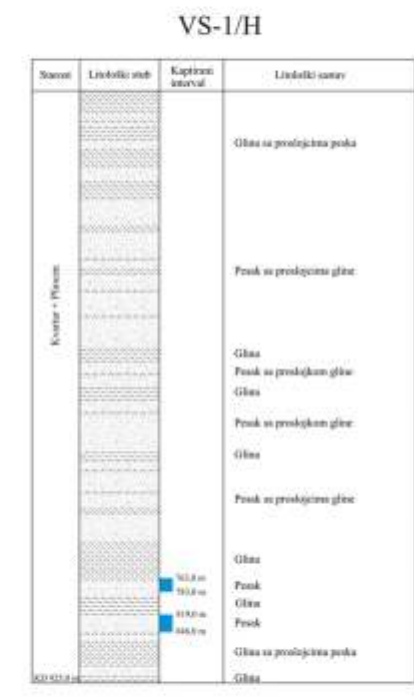 VS-1/H
Starost
Litološki stub
Kaptirani
interval
Litološki sastav
Kvartar + Pliocen
Glina sa proslojcima peska
Pesak sa proslojcima gline
Glina
Pesak sa proslojkom gline
Glina
Pesak sa proslojkom gline
Glina
Pesak sa proslojcima gline
Glina
Pesak
Glina
Pesak
Glina sa proslojcima peska
Glina